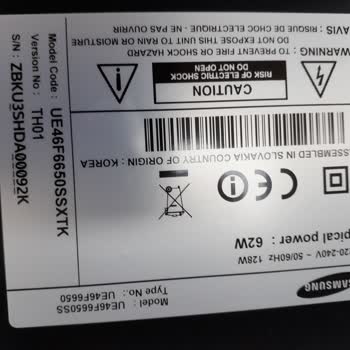 SAMSUNG
Model : UE46F6650SS
Type No.: UE46F6650
220-240V ~ 50/60Hz 128W
Typical power : 62W
ASSEMBLED IN SLOVAKIA COUNTRY OF ORIGIN : KOREA
CAUTION
RISK OF ELECTRIC SHOCK
DO NOT OPEN
WARNING : TO PREVENT FIRE OR SHOCK HAZARD
DO NOT EXPOSE THIS UNIT TO RAIN OR MOISTURE
AVIS : RISQUE DE CHOC ELECTRIQUE - NE PAS OUVRIR
Model Code : UE46F6650SSXTK
Version No : TH01
S/N : ZBKU3SHDA00092K